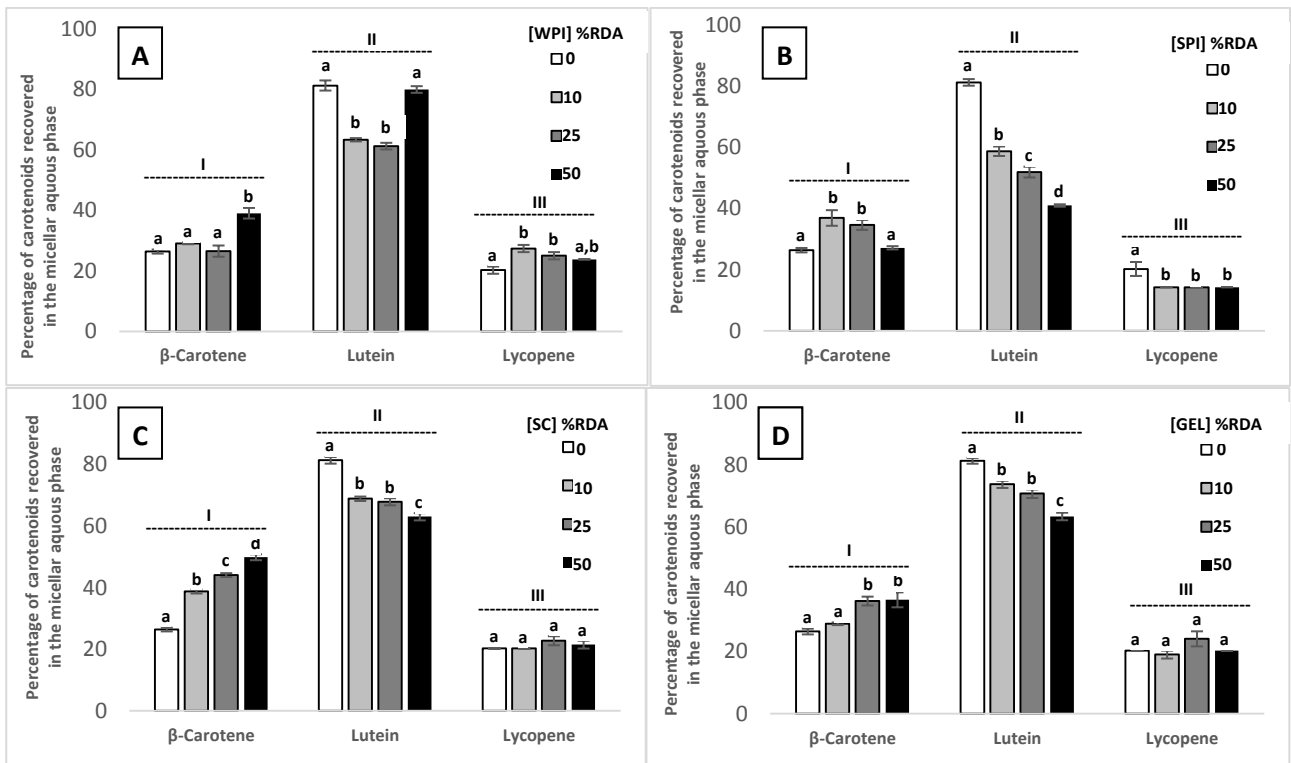 A
Percentage of carotenoids recovered
in the micellar aquous phase
100
80
60
40
20
0
[WPI] %RDA
0
10
25
50
I
II
III
a a a b
a b b a
a b b a,b
β-Carotene Lutein Lycopene
B
Percentage of carotenoids recovered
in the micellar aquous phase
100
80
60
40
20
0
[SPI] %RDA
0
10
25
50
I
II
III
a b b a
a b c d
a b b b
β-Carotene Lutein Lycopene
C
Percentage of carotenoids recovered
in the micellar aquous phase
100
80
60
40
20
0
[SC] %RDA
0
10
25
50
I
II
III
a b c d
a b b c
a a a a
β-Carotene Lutein Lycopene
D
Percentage of carotenoids recovered
in the micellar aquous phase
100
80
60
40
20
0
[GEL] %RDA
0
10
25
50
I
II
III
a a b b
a b b c
a a a a
β-Carotene Lutein Lycopene